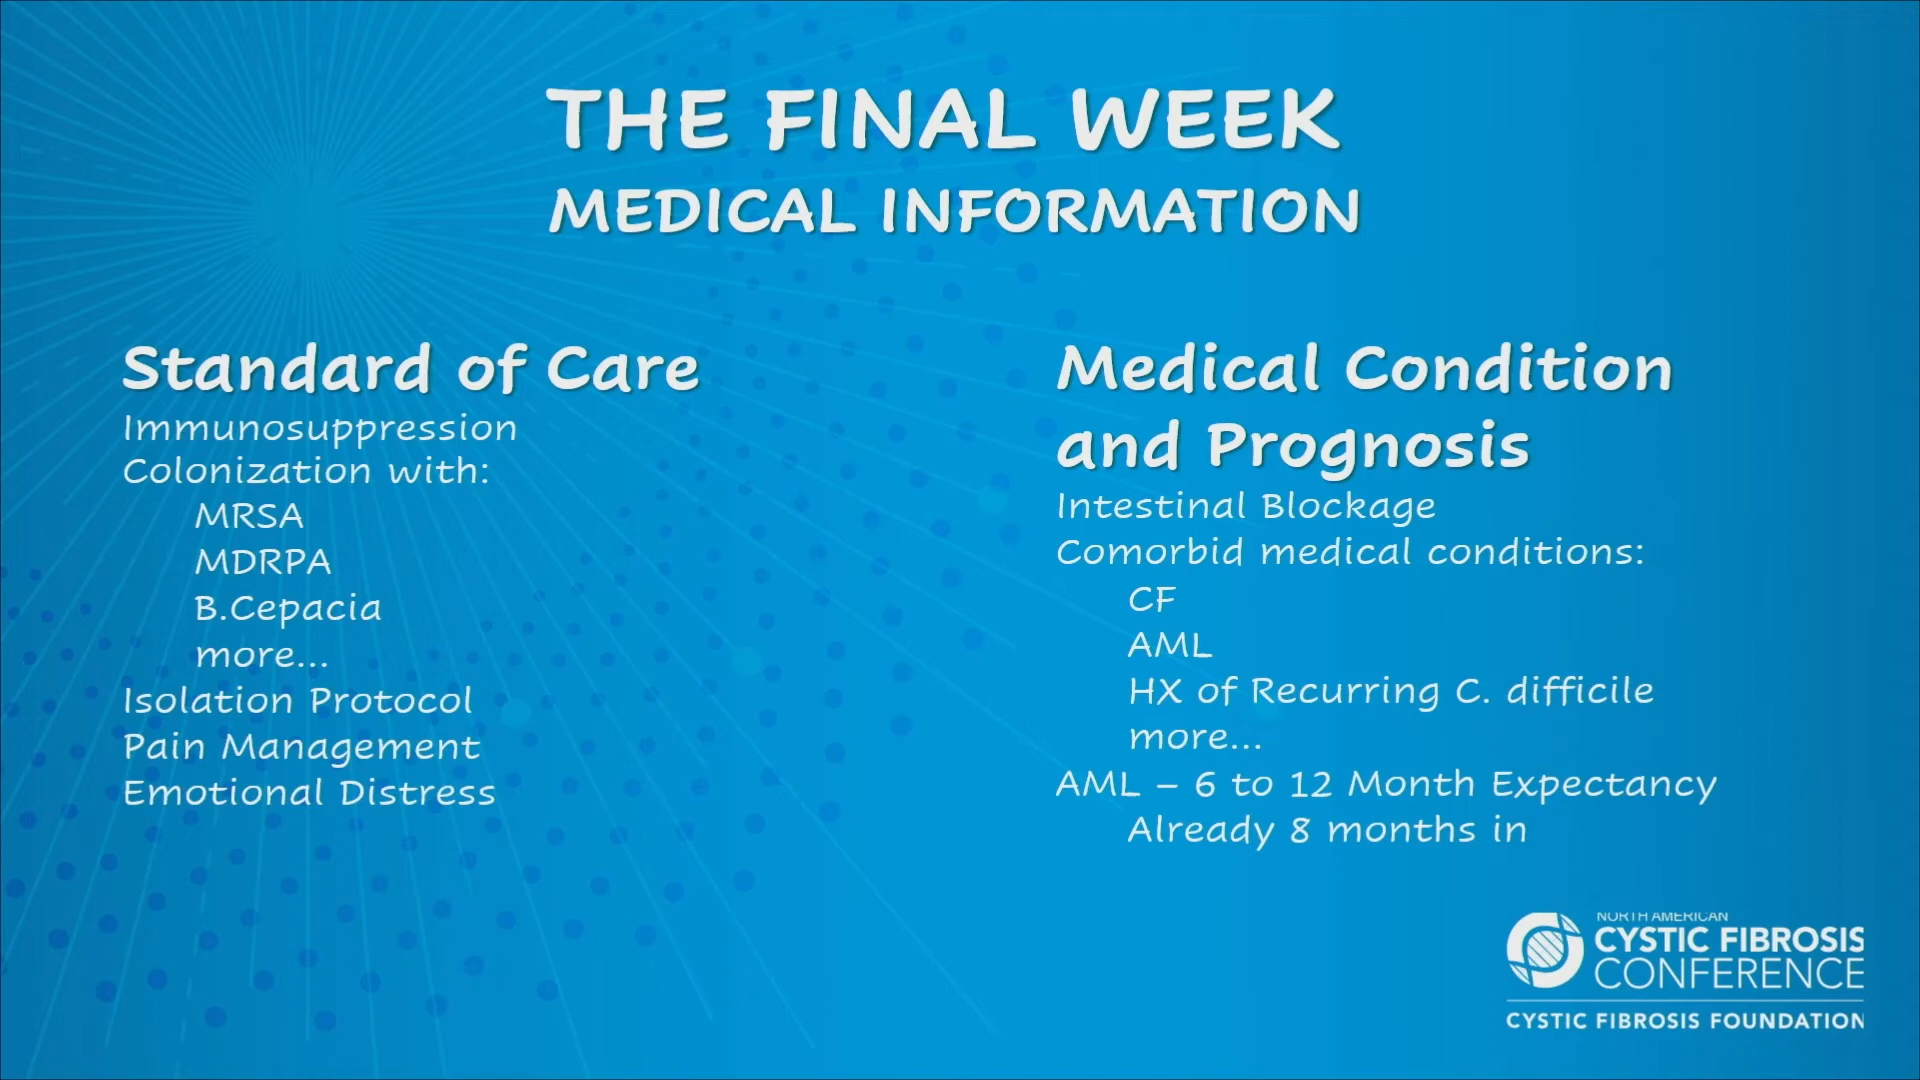 THE FINAL WEEK
MEDICAL INFORMATION
Standard of Care
Immunosuppression
Colonization with:
MRSA
MDRPA
B.Cepacia
more...
Isolation Protocol
Pain Management
Emotional Distress
Medical Condition
and Prognosis
Intestinal Blockage
Comorbid medical conditions:
CF
AML
HX of Recurring C. difficile
more...
AML – 6 to 12 Month Expectancy
Already 8 months in
NORTH AMERICAN
CYSTIC FIBROSIS
CONFERENCE
CYSTIC FIBROSIS FOUNDATION